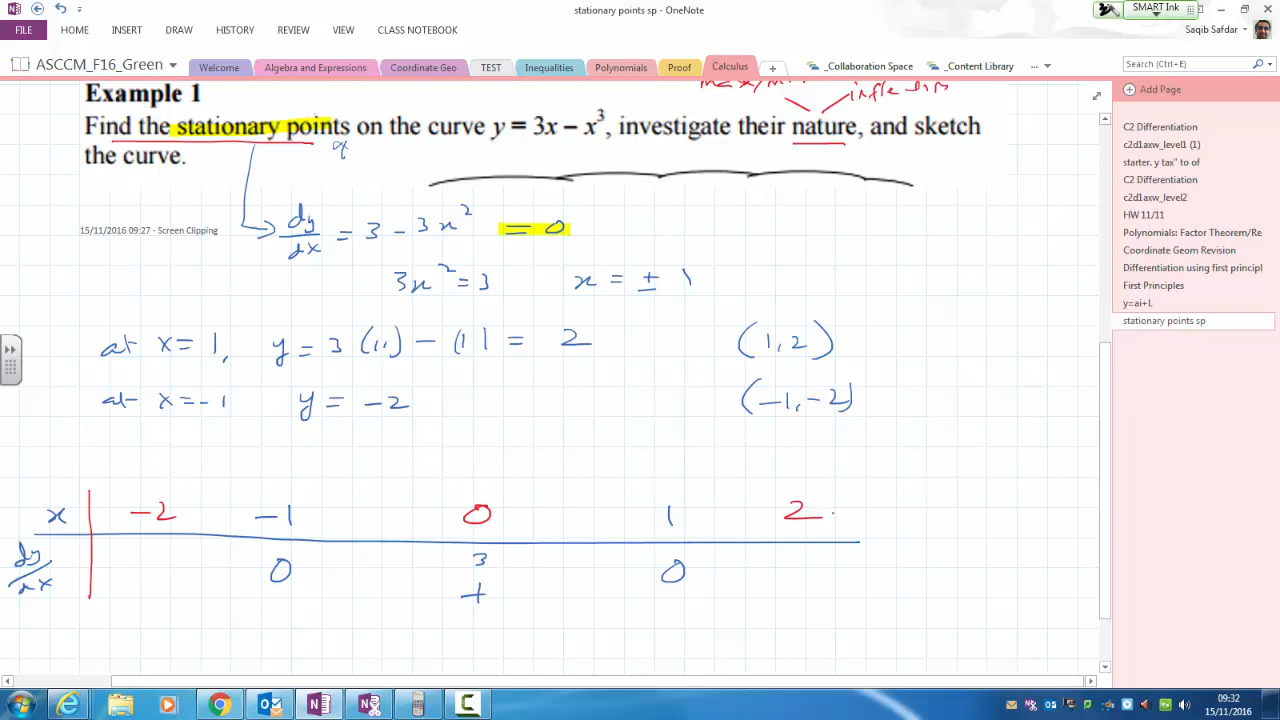 stationary points sp - OneNote
SMART Ink
FILE HOME INSERT DRAW HISTORY REVIEW VIEW CLASS NOTEBOOK
Saqib Safdar
ASCCM_F16_Green
Welcome Algebra and Expressions Coordinate Geo TEST Inequalities Polynomials Proof Calculus + _Collaboration Space _Content Library ...
Search (Ctrl+E)
Add Page
C2 Differentiation
c2d1axw_level1 (1)
starter. y tax" to of
C2 Differentiation
c2d1axw_level2
HW 11/11
Polynomials: Factor Theorem/Re
Coordinate Geom Revision
Differentiation using first principl
First Principles
y=ai+l,
stationary points sp
Example 1
Find the stationary points on the curve y = 3x – x³, investigate their nature, and sketch
the curve.
15/11/2016 09:27 - Screen Clipping
dy/dx = 3 - 3x² = 0
3x² = 3 x = ± 1
at x = 1, y = 3 (1) - (1) = 2 (1, 2)
at x = -1 y = -2 (-1, -2)
x -2 -1 0 1 2
dy/dx 0 3 0
+
09:32
15/11/2016